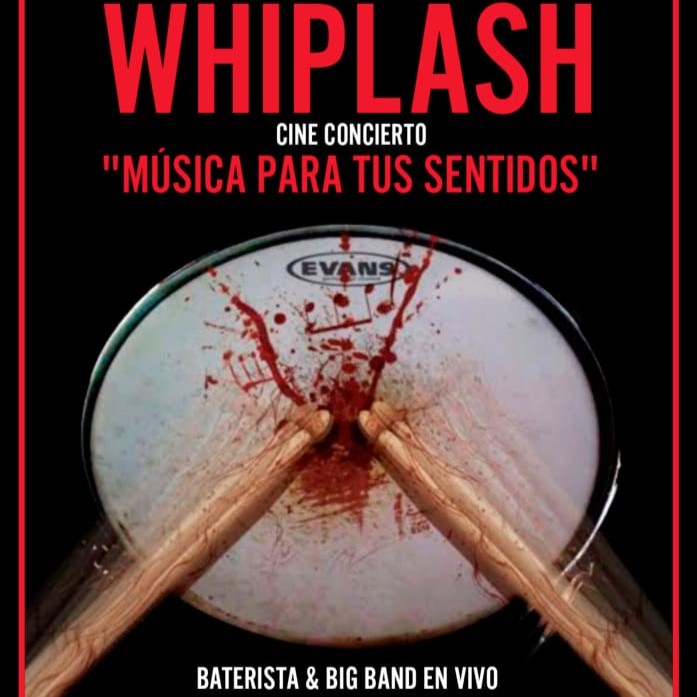 WHIPLASH
CINE CONCIERTO
"MÚSICA PARA TUS SENTIDOS"
EVANS
BATERISTA & BIG BAND EN VIVO